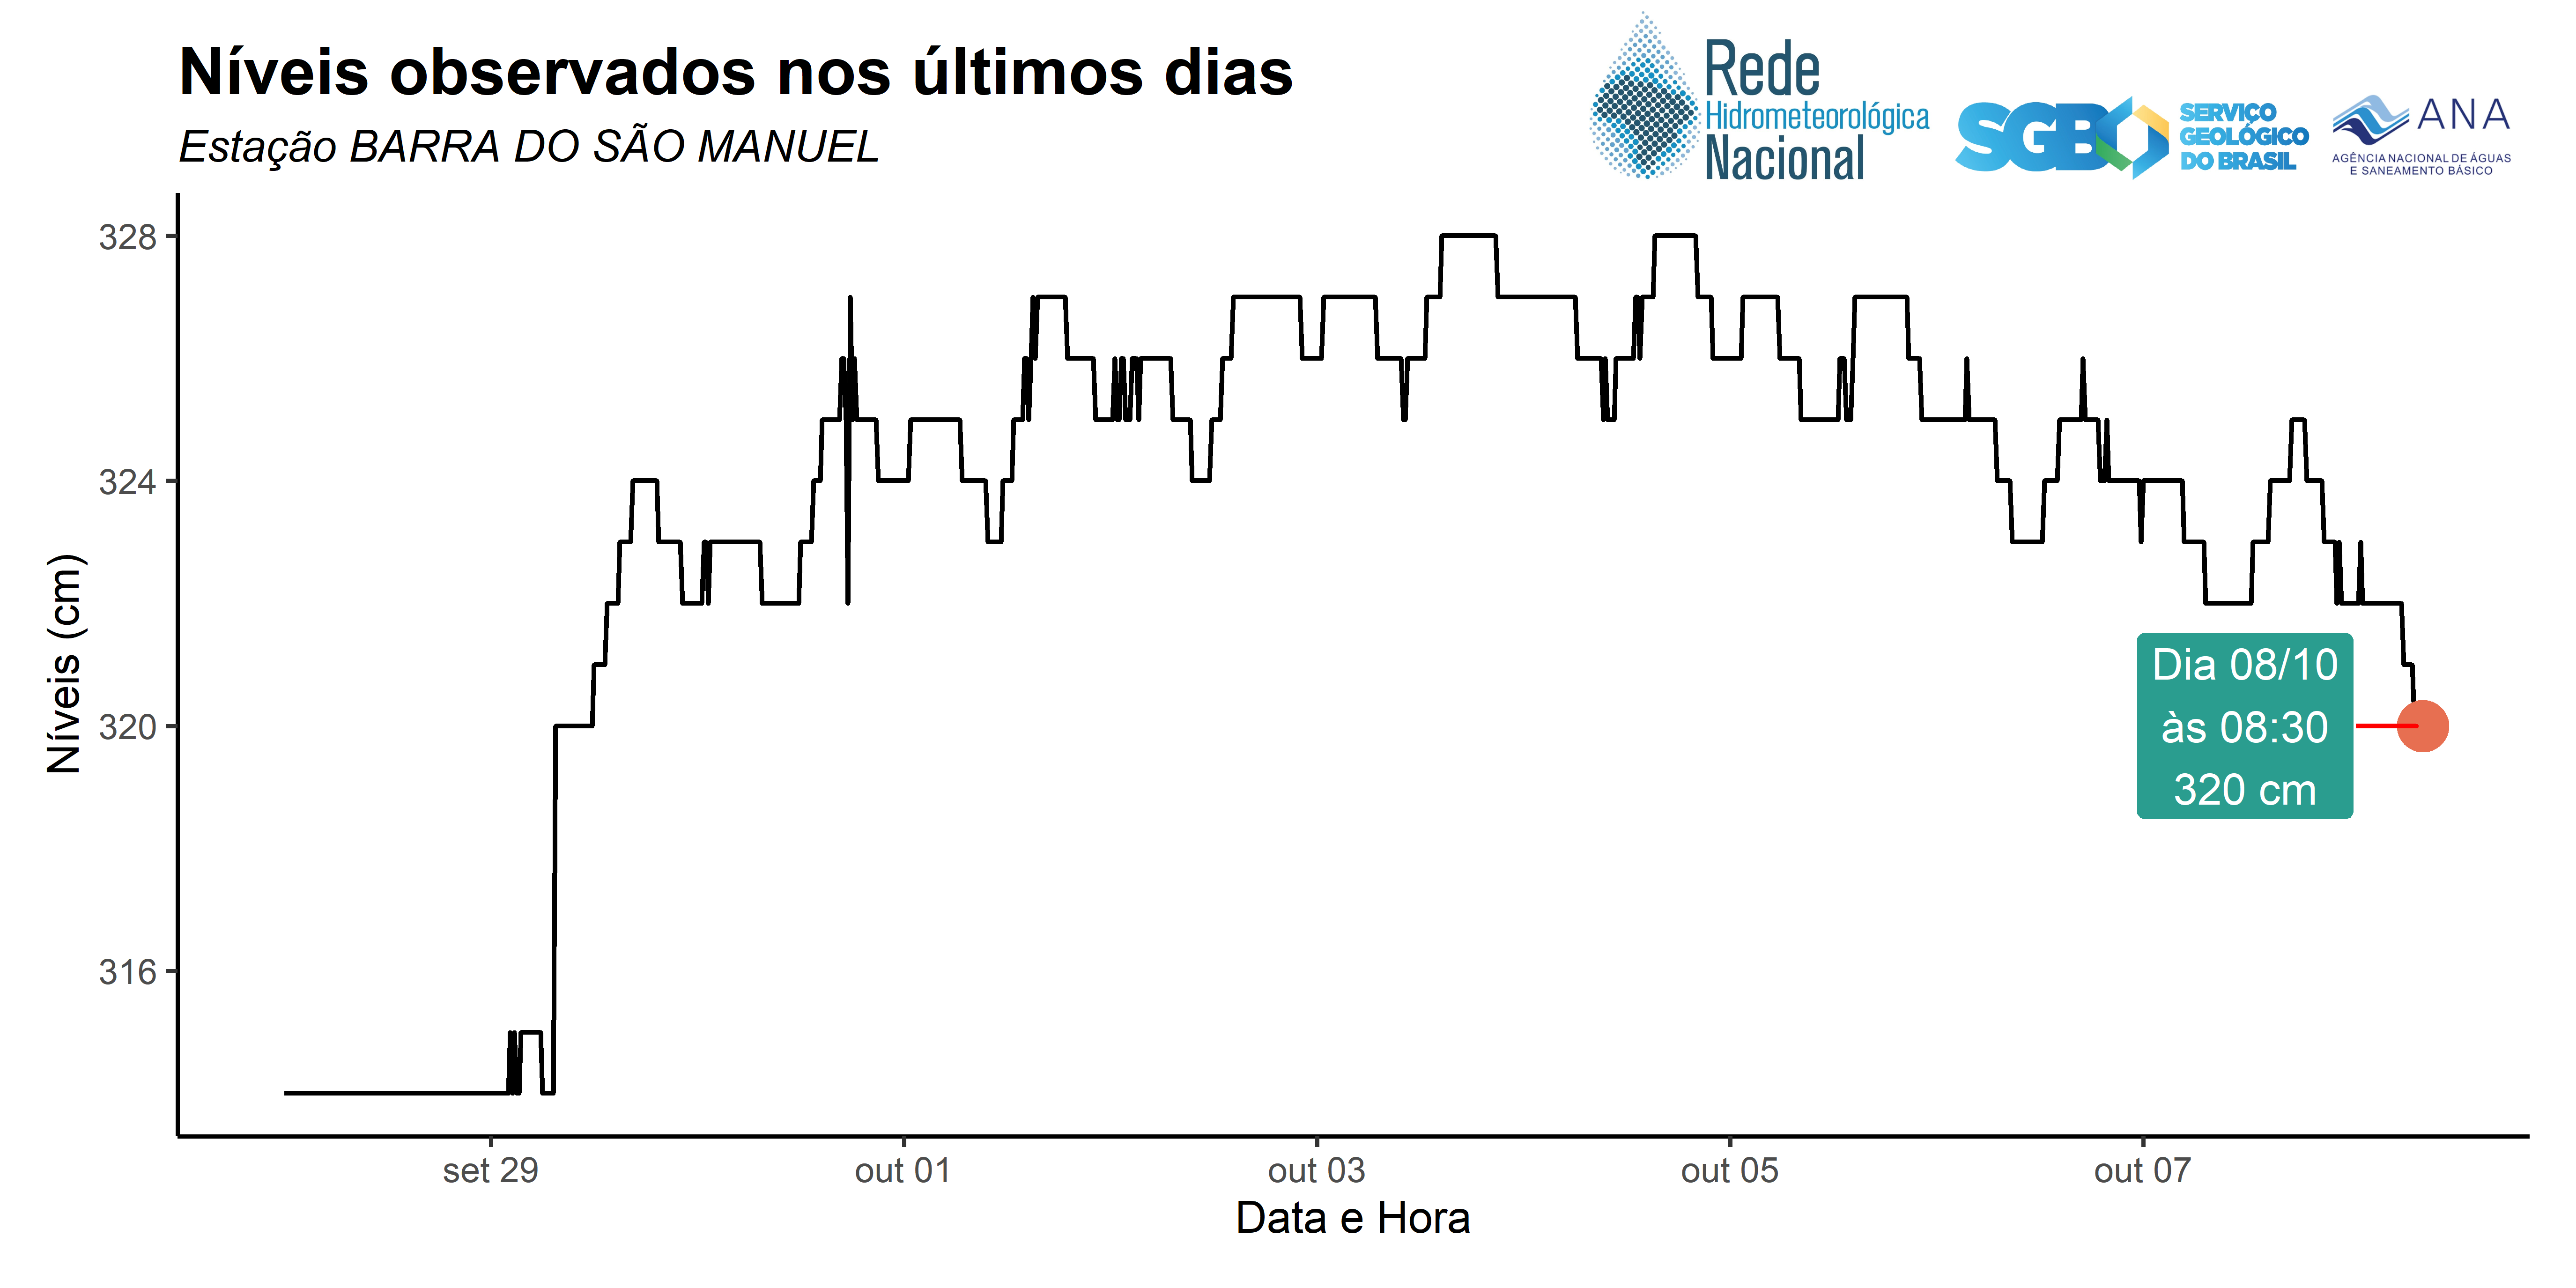 Níveis observados nos últimos dias
Estação BARRA DO SÃO MANUEL
Rede
Hidrometeorológica
Nacional
SGB
SERVIÇO
GEOLÓGICO
DO BRASIL
ANA
AGÊNCIA NACIONAL DE ÁGUAS
E SANEAMENTO BÁSICO
Níveis (cm)
328
324
320
316
Dia 08/10
às 08:30
320 cm
set 29
out 01
out 03
out 05
out 07
Data e Hora